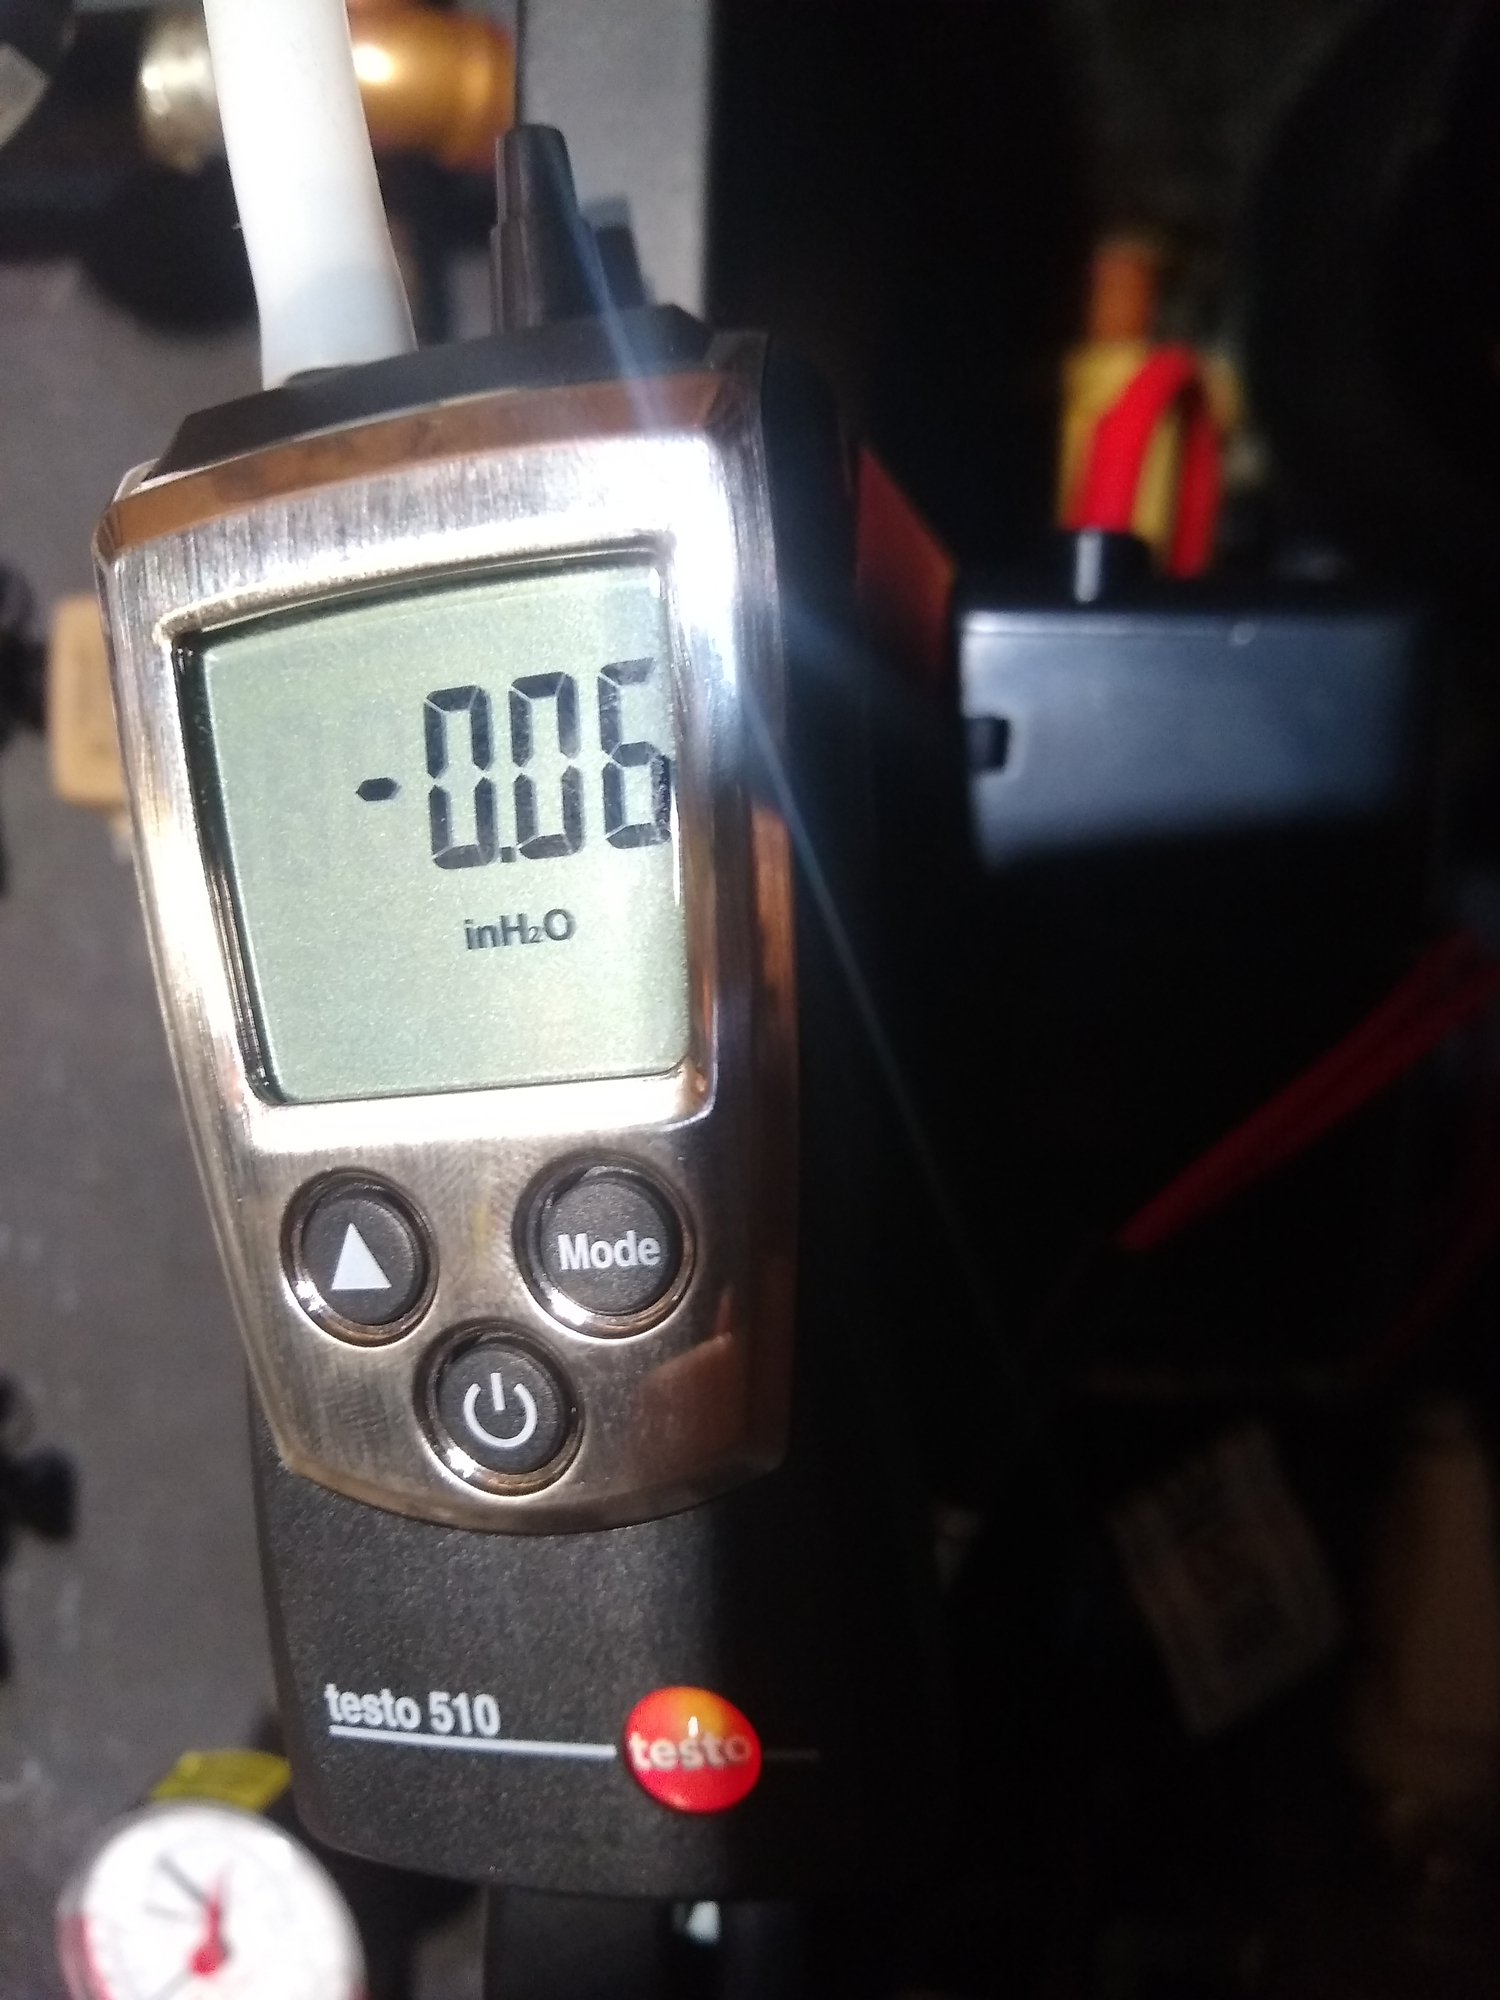 -0.06
inH₂O
Mode
testo 510
testo